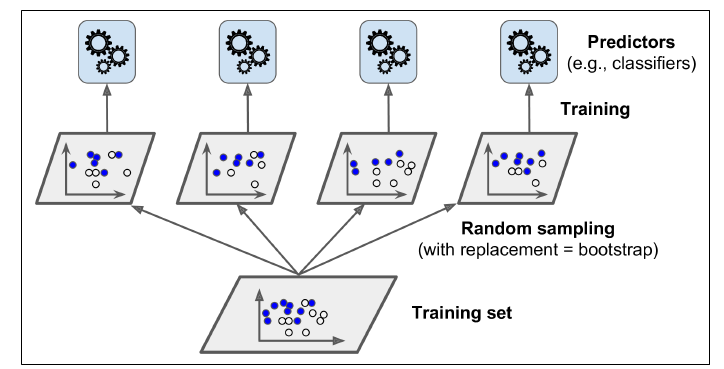 Predictors
(e.g., classifiers)
Training
Random sampling
(with replacement = bootstrap)
Training set